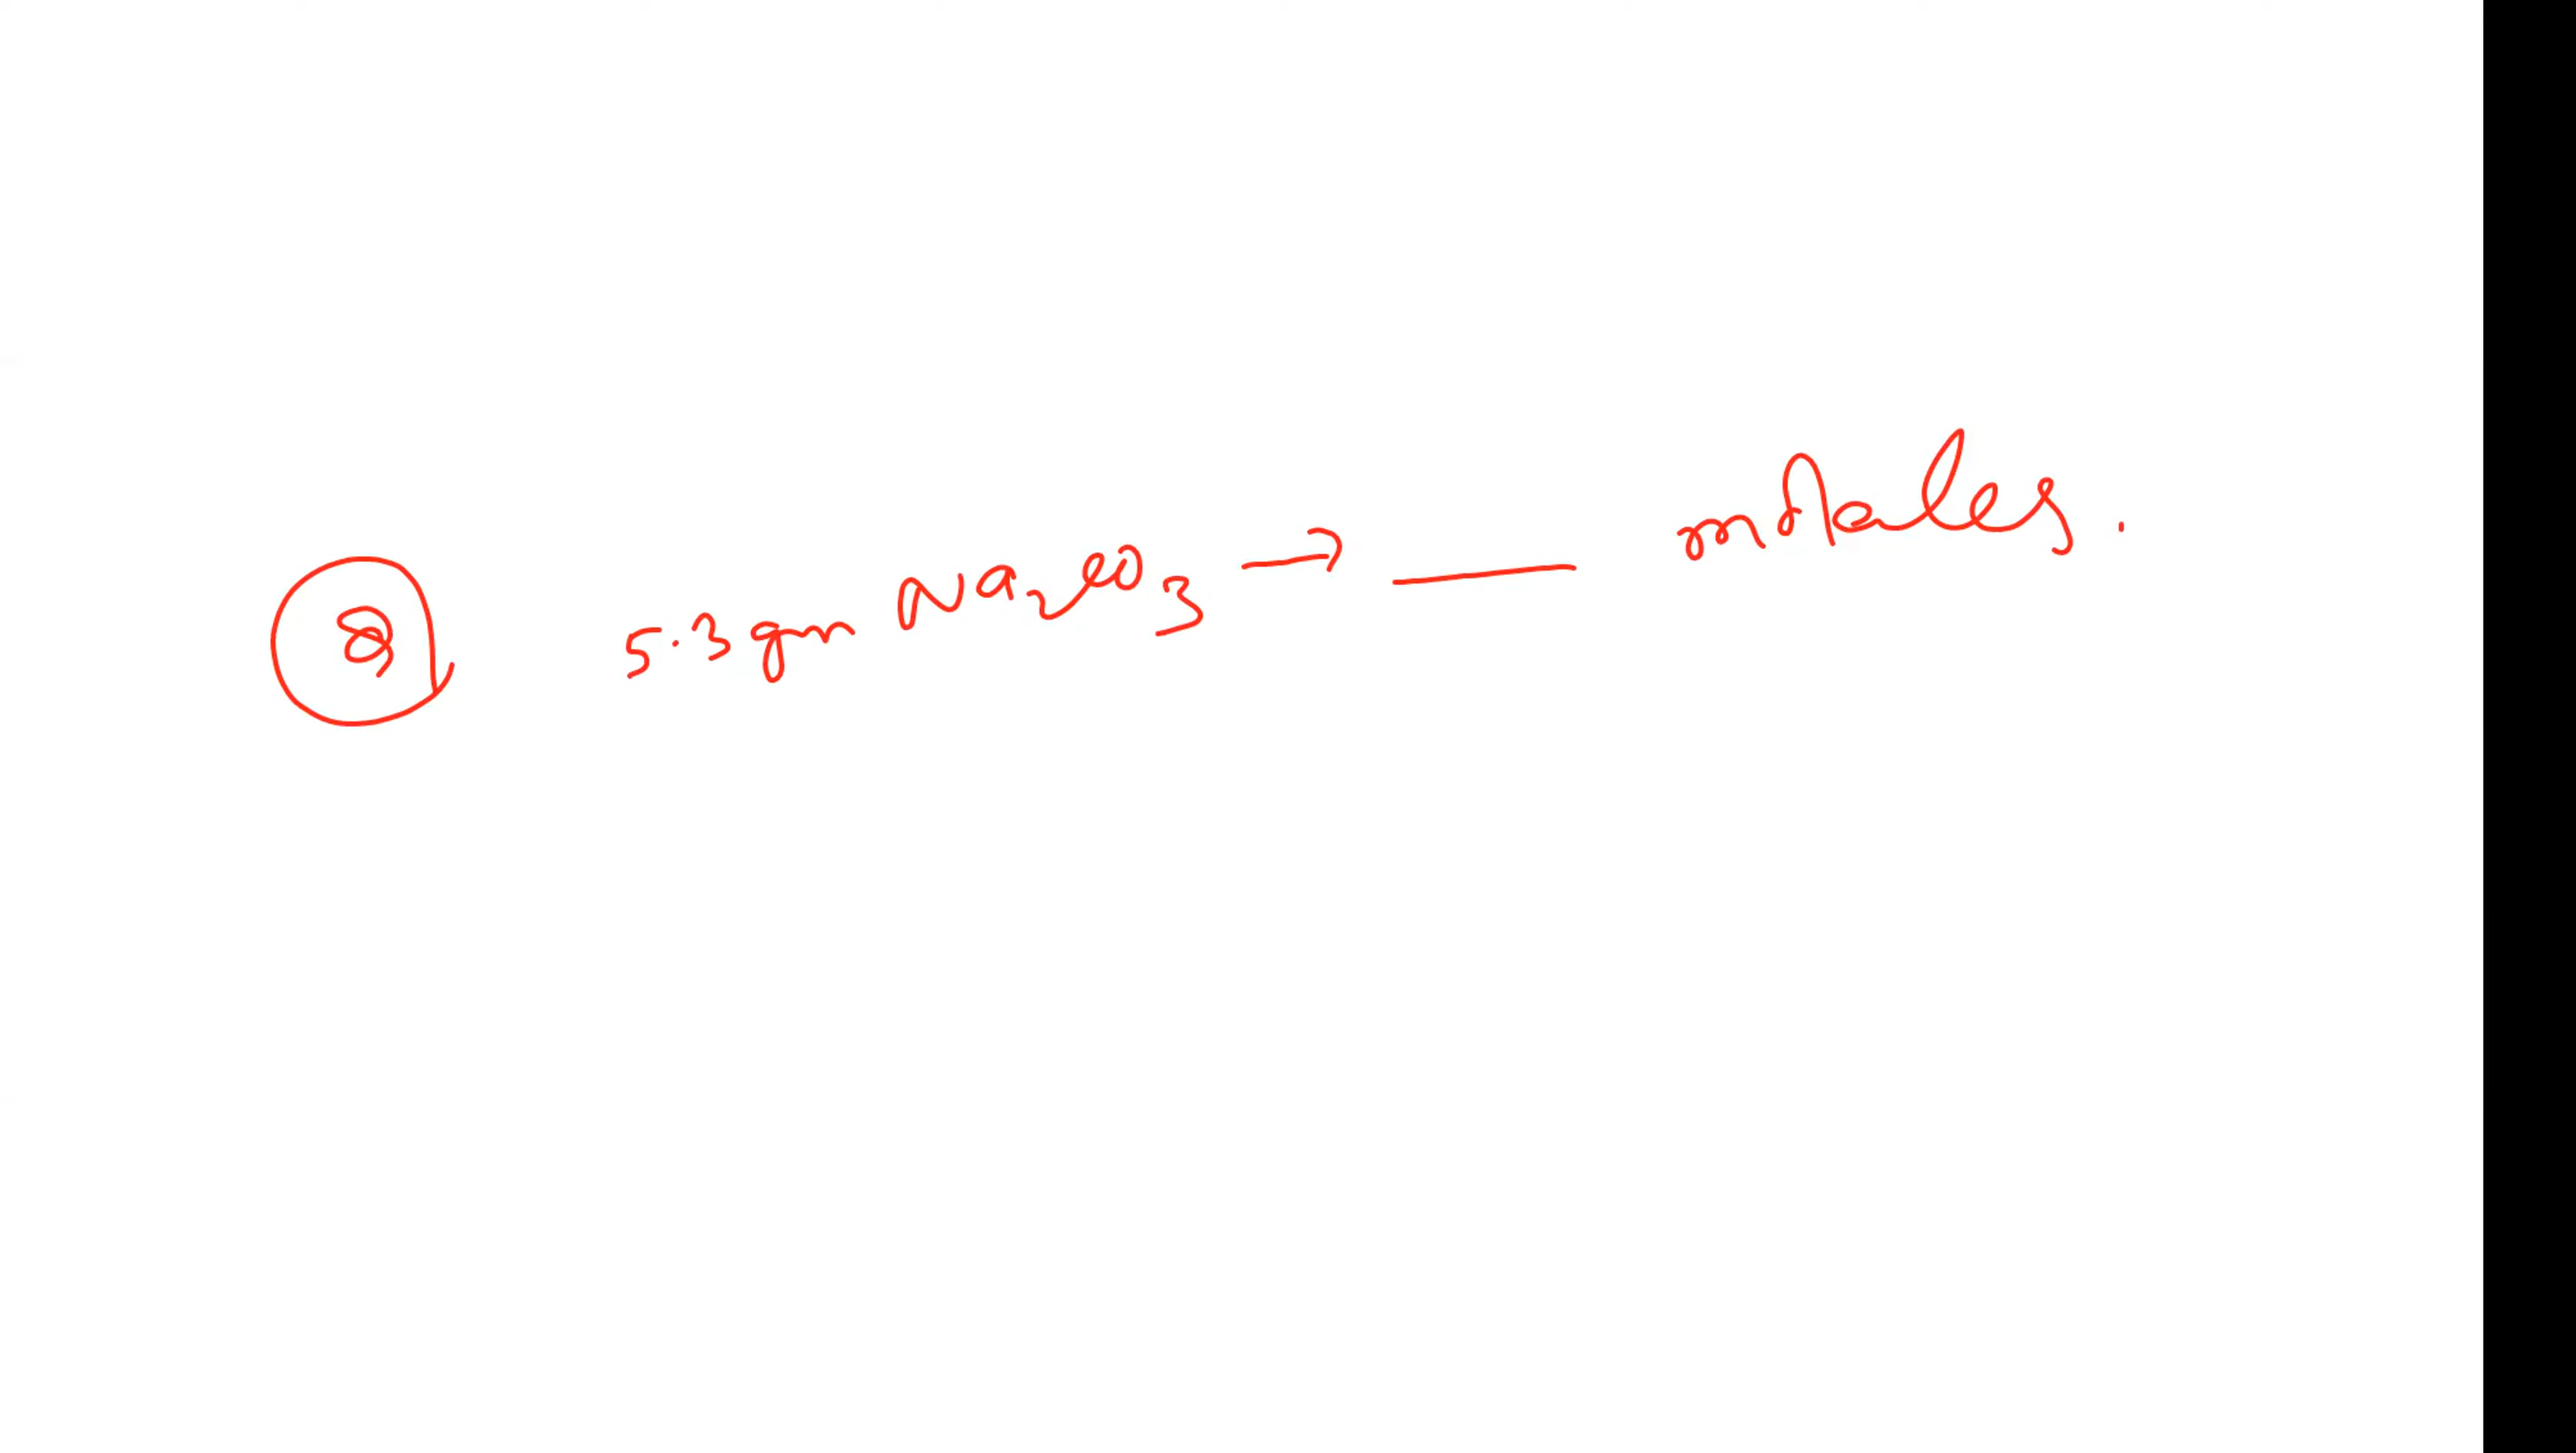 Q 5.3 gm Na₂CO₃ → ___ moles.